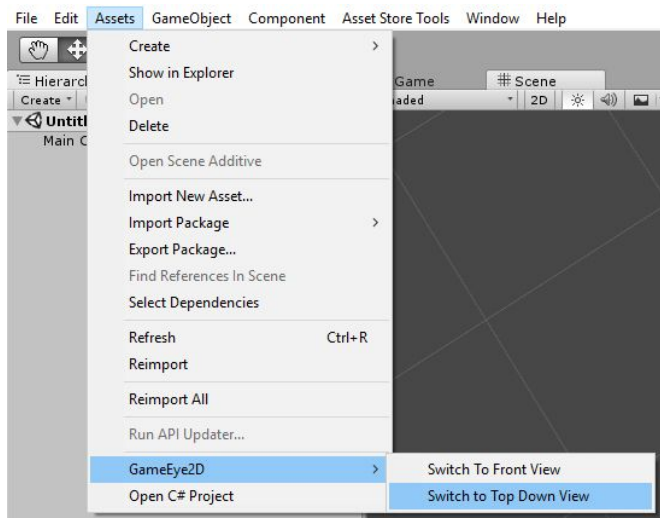 File Edit Assets GameObject Component Asset Store Tools Window Help
Hierarc Game Scene
Create aded 2D
Untitl
Main C
Create
Show in Explorer
Open
Delete
Open Scene Additive
Import New Asset...
Import Package
Export Package...
Find References In Scene
Select Dependencies
Refresh Ctrl+R
Reimport
Reimport All
Run API Updater...
GameEye2D
Open C# Project
Switch To Front View
Switch to Top Down View